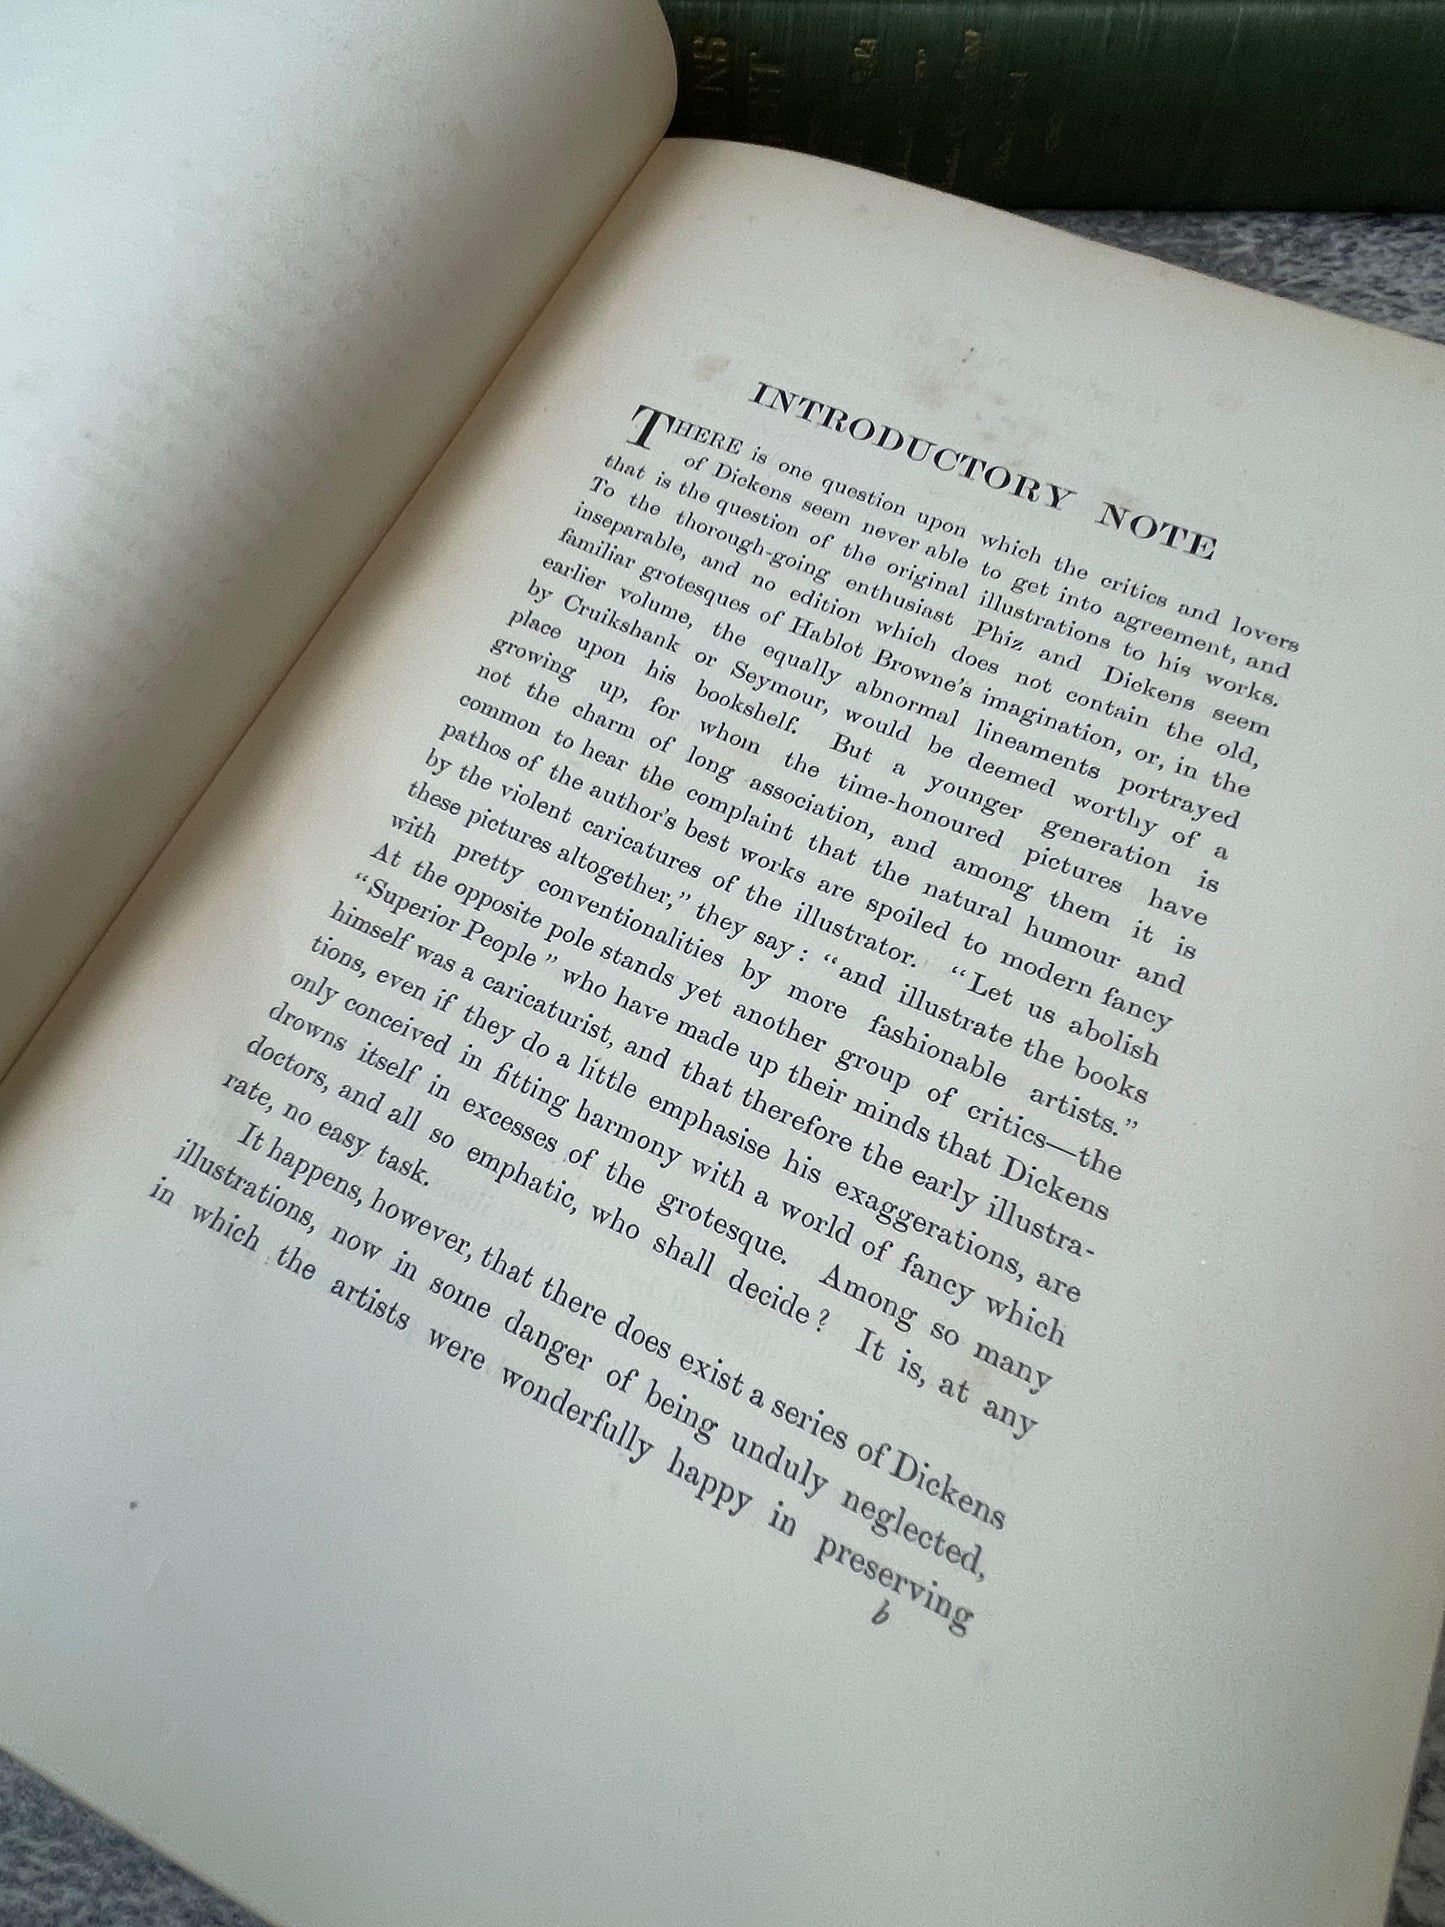 INTRODUCTORY NOTE
THERE is one question upon which the critics and lovers
of Dickens seem never able to get into agreement, and
that is the question of the original illustrations to his works.
To the thorough-going enthusiast Phiz and Dickens seem
inseparable, and no edition which does not contain the old,
familiar grotesques of Hablot Browne's imagination, or, in the
earlier volume, the equally abnormal lineaments portrayed
by Cruikshank or Seymour, would be deemed worthy of a
place upon his bookshelf. But a younger generation is
growing up, for whom the time-honoured pictures have
not the charm of long association, and among them it is
common to hear the complaint that the natural humour and
pathos of the author's best works are spoiled to modern fancy
by the violent caricatures of the illustrator. “Let us abolish
these pictures altogether,” they say: “and illustrate the books
with pretty conventionalities by more fashionable artists.”
At the opposite pole stands yet another group of critics—the
“Superior People” who have made up their minds that Dickens
himself was a caricaturist, and that therefore the early illustra-
tions, even if they do a little emphasise his exaggerations, are
only conceived in fitting harmony with a world of fancy which
drowns itself in excesses of the grotesque. Among so many
doctors, and all so emphatic, who shall decide? It is, at any
rate, no easy task.
It happens, however, that there does exist a series of Dickens
illustrations, now in some danger of being unduly neglected,
in which the artists were wonderfully happy in preserving
b